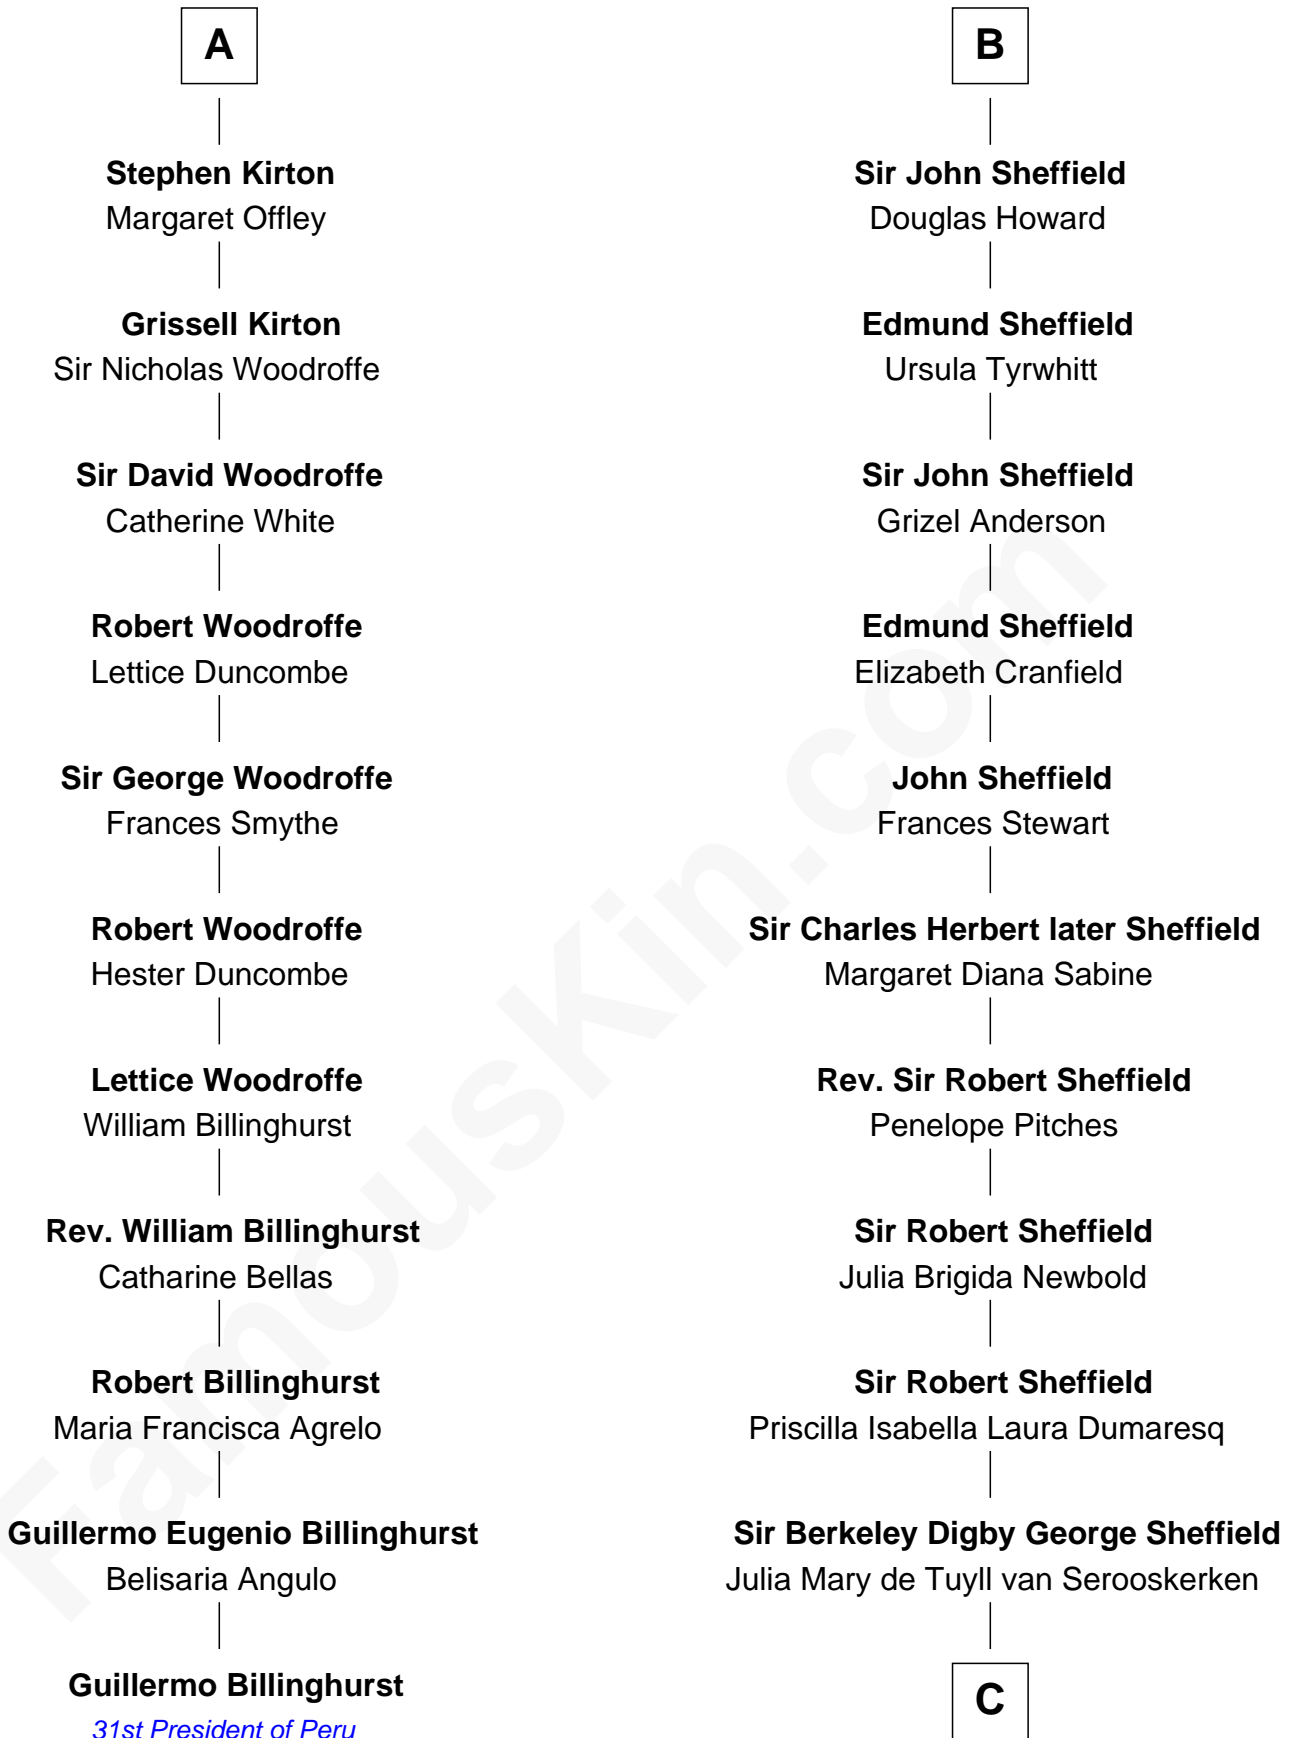 A
Stephen Kirton
Margaret Offley
Grissell Kirton
Sir Nicholas Woodroffe
Sir David Woodroffe
Catherine White
Robert Woodroffe
Lettice Duncombe
Sir George Woodroffe
Frances Smythe
Robert Woodroffe
Hester Duncombe
Lettice Woodroffe
William Billinghurst
Rev. William Billinghurst
Catharine Bellas
Robert Billinghurst
Maria Francisca Agrelo
Guillermo Eugenio Billinghurst
Belisaria Angulo
Guillermo Billinghurst
31st President of Peru
B
Sir John Sheffield
Douglas Howard
Edmund Sheffield
Ursula Tyrwhitt
Sir John Sheffield
Grizel Anderson
Edmund Sheffield
Elizabeth Cranfield
John Sheffield
Frances Stewart
Sir Charles Herbert later Sheffield
Margaret Diana Sabine
Rev. Sir Robert Sheffield
Penelope Pitches
Sir Robert Sheffield
Julia Brigida Newbold
Sir Robert Sheffield
Priscilla Isabella Laura Dumaresq
Sir Berkeley Digby George Sheffield
Julia Mary de Tuyll van Serooskerken
C
FamousKin.com